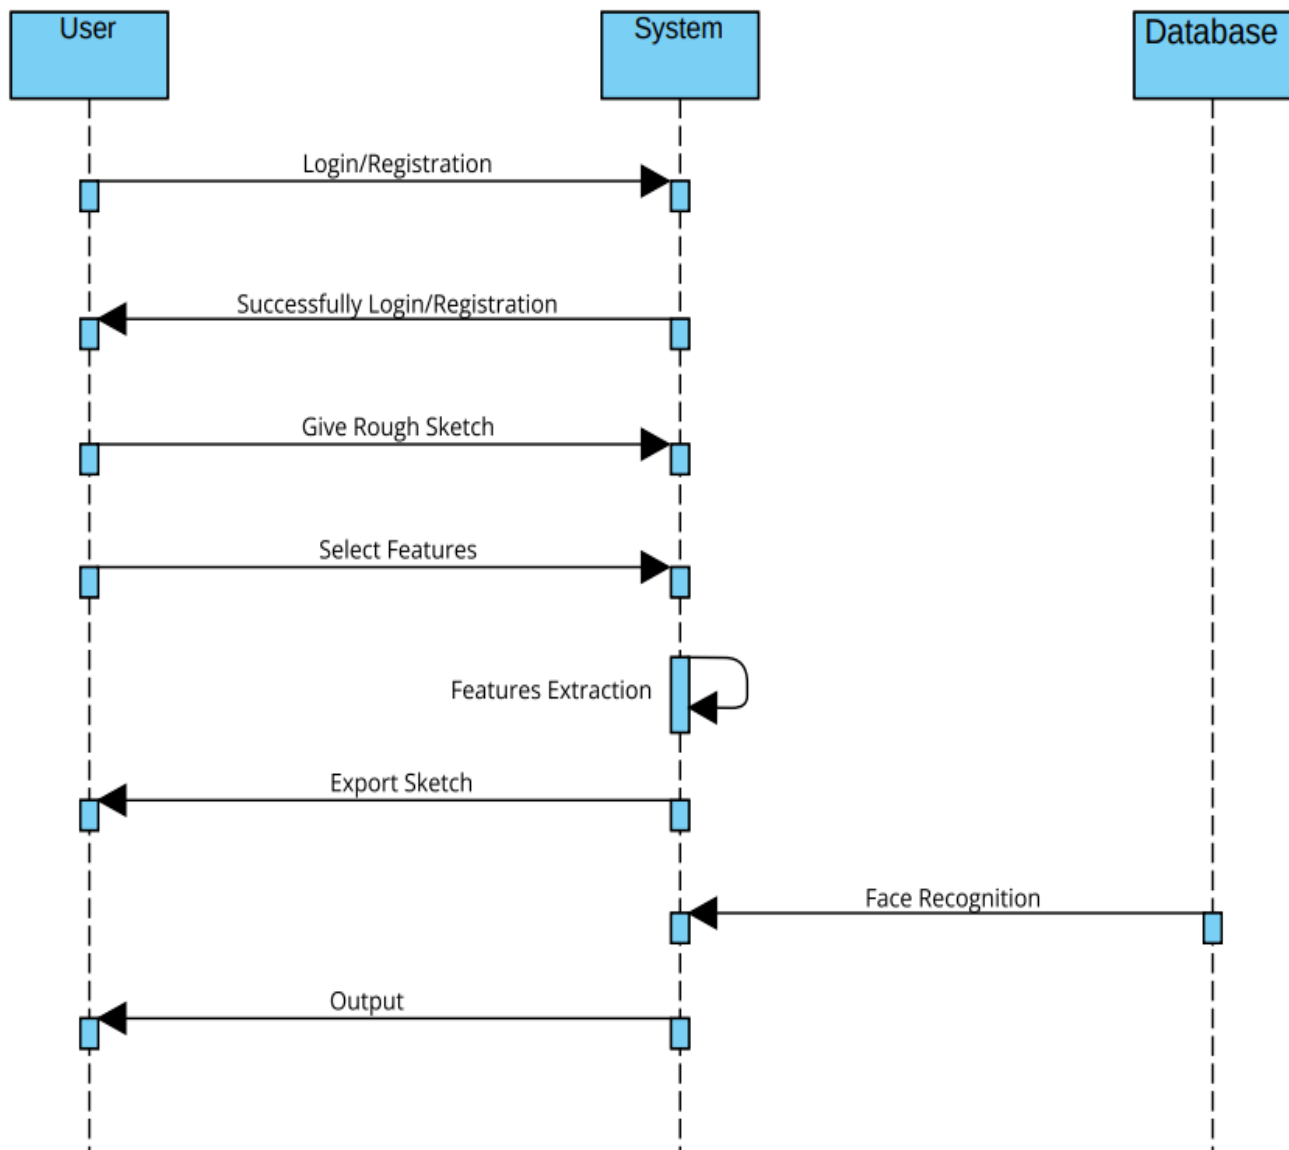 User
System
Database
Login/Registration
Successfully Login/Registration
Give Rough Sketch
Select Features
Features Extraction
Export Sketch
Face Recognition
Output